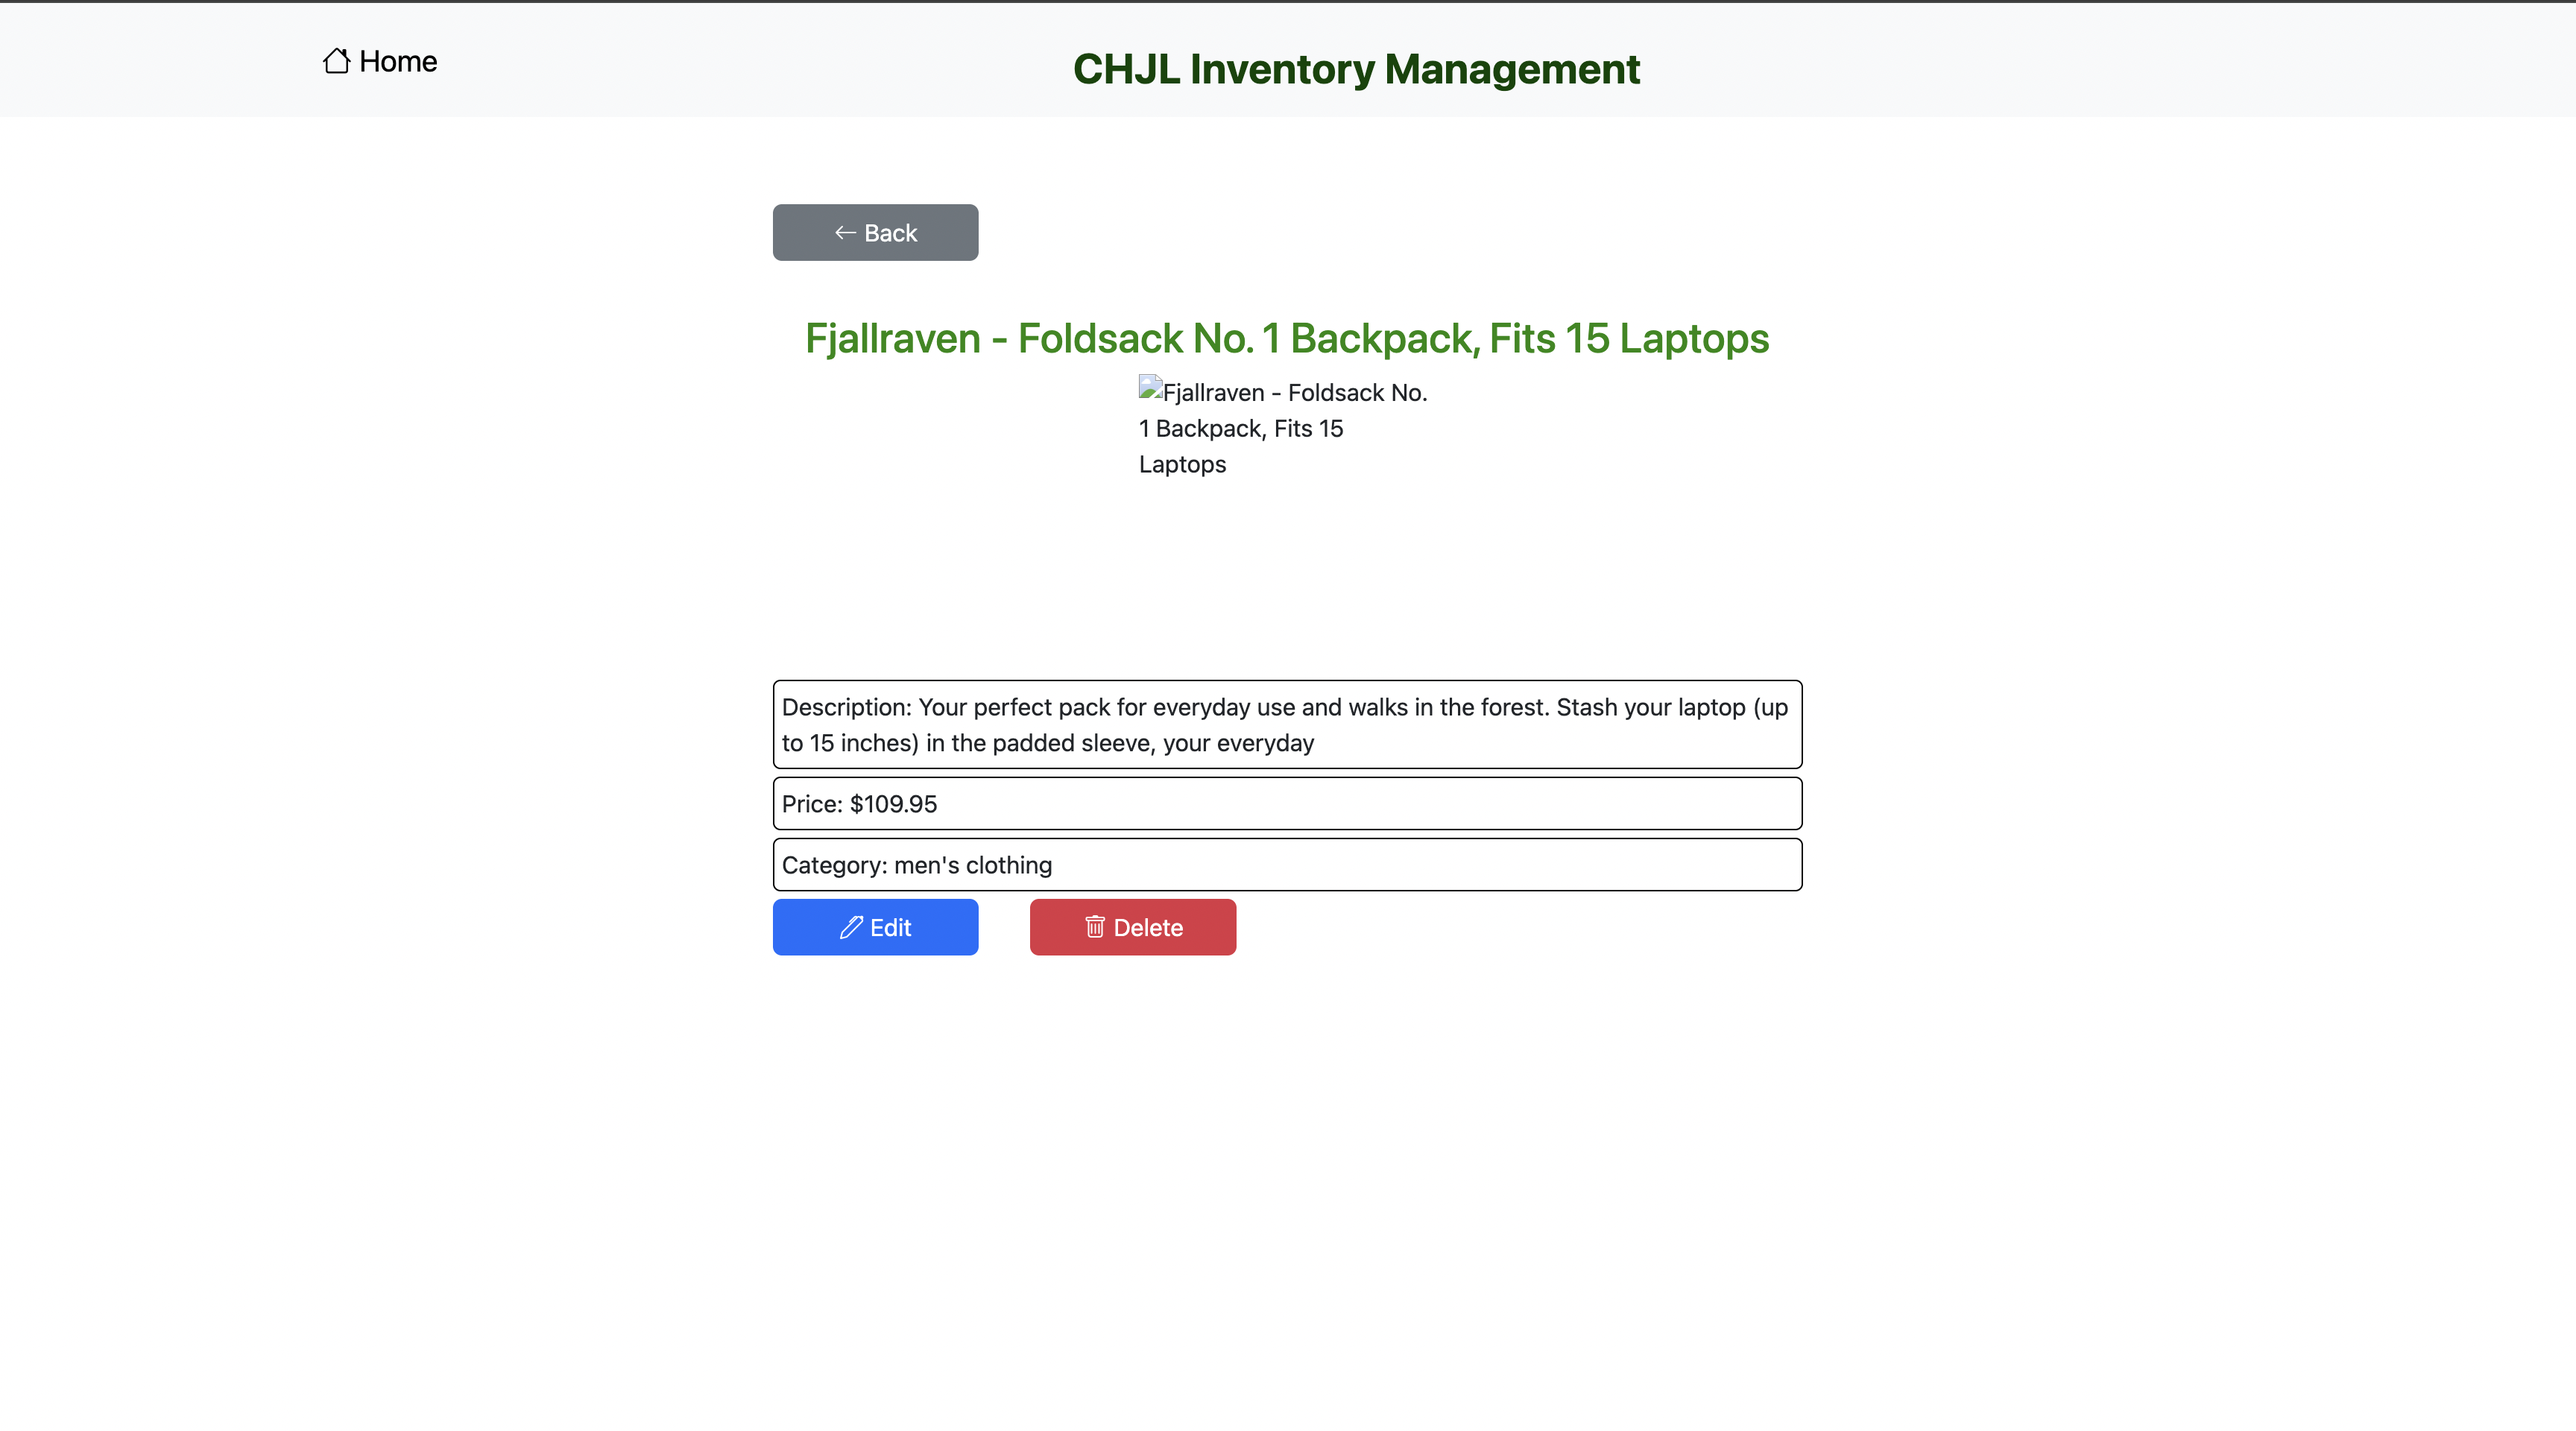 Home
CHJL Inventory Management
Back
Fjallraven - Foldsack No. 1 Backpack, Fits 15 Laptops
Fjallraven - Foldsack No.
1 Backpack, Fits 15
Laptops
Description: Your perfect pack for everyday use and walks in the forest. Stash your laptop (up
to 15 inches) in the padded sleeve, your everyday
Price: $109.95
Category: men's clothing
Edit
Delete